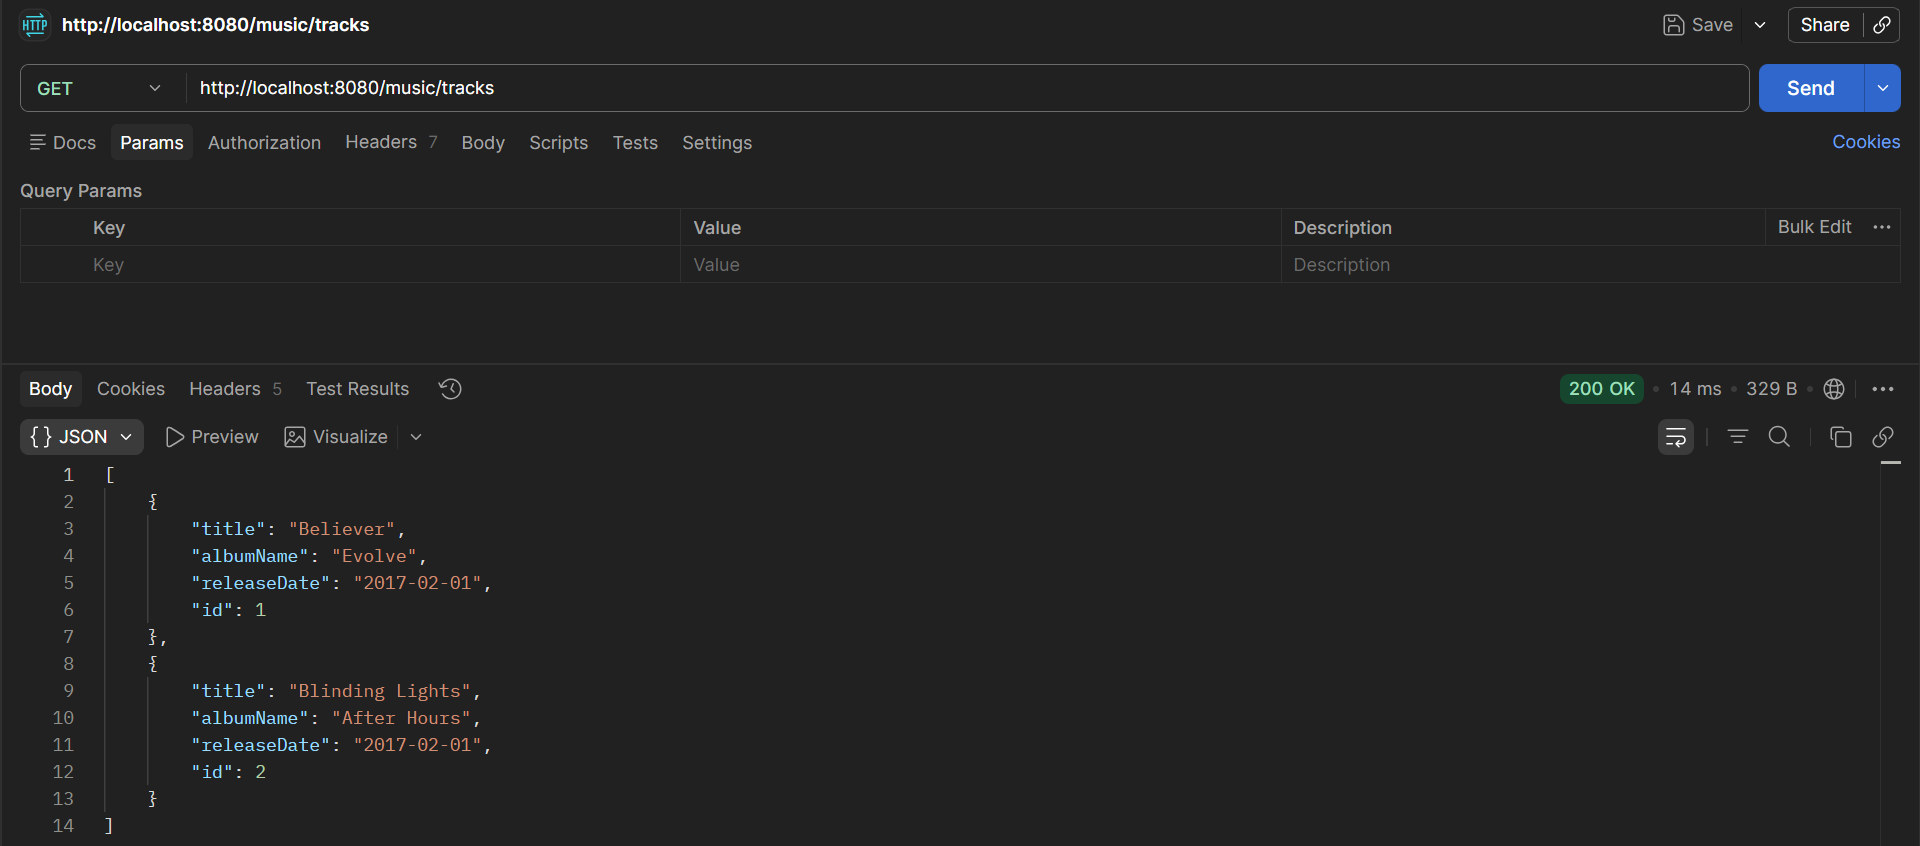 HTTP http://localhost:8080/music/tracks Save Share
GET http://localhost:8080/music/tracks Send
Docs Params Authorization Headers 7 Body Scripts Tests Settings Cookies
Query Params
Key Value Description Bulk Edit
Key Value Description
Body Cookies Headers 5 Test Results 200 OK • 14 ms • 329 B •
{} JSON Preview Visualize
1 [
2 {
3 "title": "Believer",
4 "albumName": "Evolve",
5 "releaseDate": "2017-02-01",
6 "id": 1
7 },
8 {
9 "title": "Blinding Lights",
10 "albumName": "After Hours",
11 "releaseDate": "2017-02-01",
12 "id": 2
13 }
14 ]